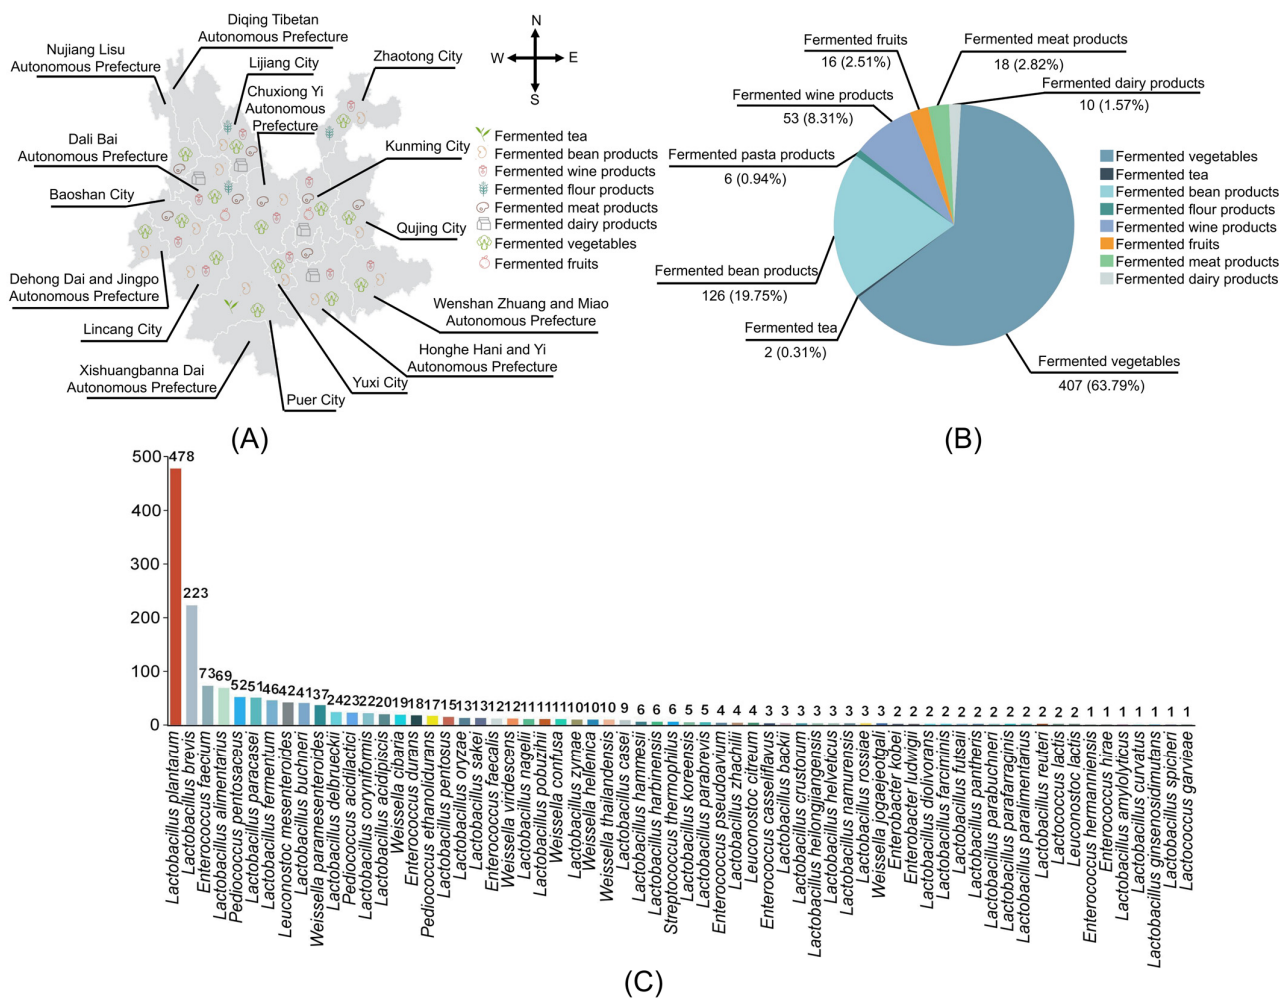 Diqing Tibetan
Autonomous Prefecture
Nujiang Lisu
Autonomous Prefecture
Lijiang City
Zhaotong City
Chuxiong Yi
Autonomous
Prefecture
Dali Bai
Autonomous Prefecture
Kunming City
Baoshan City
Qujing City
Dehong Dai and Jingpo
Autonomous Prefecture
Wenshan Zhuang and Miao
Autonomous Prefecture
Lincang City
Honghe Hani and Yi
Autonomous Prefecture
Xishuangbanna Dai
Autonomous Prefecture
Yuxi City
Puer City
N
W
E
S
Fermented tea
Fermented bean products
Fermented wine products
Fermented flour products
Fermented meat products
Fermented dairy products
Fermented vegetables
Fermented fruits
(A)
Fermented fruits
16 (2.51%)
Fermented meat products
18 (2.82%)
Fermented dairy products
10 (1.57%)
Fermented wine products
53 (8.31%)
Fermented pasta products
6 (0.94%)
Fermented bean products
126 (19.75%)
Fermented tea
2 (0.31%)
Fermented vegetables
407 (63.79%)
Fermented vegetables
Fermented tea
Fermented bean products
Fermented flour products
Fermented wine products
Fermented fruits
Fermented meat products
Fermented dairy products
(B)
500
400
300
200
100
0
478
223
73
69
52
51
46
42
41
37
24
23
22
20
19
18
17
15
13
13
12
12
11
11
11
10
10
10
9
6
6
6
5
5
4
4
4
3
3
3
3
3
3
3
3
2
2
2
2
2
2
2
2
2
2
2
2
1
1
1
1
1
1
1
Lactobacillus plantarum
Lactobacillus brevis
Enterococcus faecium
Lactobacillus alimentarius
Pediococcus pentosaceus
Lactobacillus paracasei
Lactobacillus fermentum
Leuconostoc mesenteroides
Lactobacillus buchneri
Weissella paramesenteroides
Lactobacillus delbrueckii
Pediococcus acidilactici
Lactobacillus coryniformis
Lactobacillus acidipiscis
Weissella cibaria
Enterococcus durans
Pediococcus ethanolidurans
Lactobacillus pentosus
Lactobacillus oryzae
Lactobacillus sakei
Enterococcus faecalis
Weissella viridescens
Lactobacillus nagelii
Lactobacillus pobuzihii
Weissella confusa
Lactobacillus zymae
Weissella hellenica
Weissella thailandensis
Lactobacillus casei
Lactobacillus hammesii
Lactobacillus harbinensis
Streptococcus thermophilus
Lactobacillus koreensis
Lactobacillus parabrevis
Enterococcus pseudoavium
Lactobacillus zhachilii
Leuconostoc citreum
Enterococcus casseliflavus
Lactobacillus backii
Lactobacillus crustorum
Lactobacillus heilongjiangensis
Lactobacillus helveticus
Lactobacillus namurensis
Lactobacillus rossiae
Weissella jogaejeotgali
Enterobacter kobei
Enterobacter ludwigii
Lactobacillus diolivorans
Lactobacillus farciminis
Lactobacillus futsaii
Lactobacillus pantheris
Lactobacillus parabuchneri
Lactobacillus parafarraginis
Lactobacillus paralimentarius
Lactobacillus reuteri
Lactococcus lactis
Leuconostoc lactis
Enterococcus hermanniensis
Enterococcus hirae
Lactobacillus amylolyticus
Lactobacillus curvatus
Lactobacillus ginsenosidimutans
Lactobacillus spicheri
Lactococcus garvieae
(C)